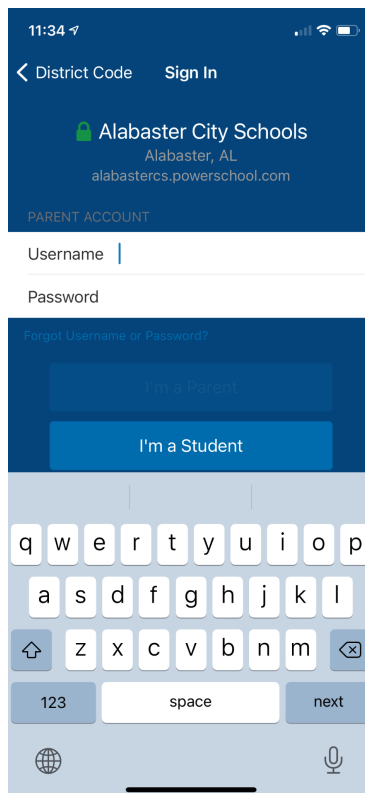 11:34
District Code Sign In
Alabaster City Schools
Alabaster, AL
alabastercs.powerschool.com
PARENT ACCOUNT
Username
Password
Forgot Username or Password?
I'm a Parent
I'm a Student
q w e r t y u i o p
a s d f g h j k l
z x c v b n m
123 space next